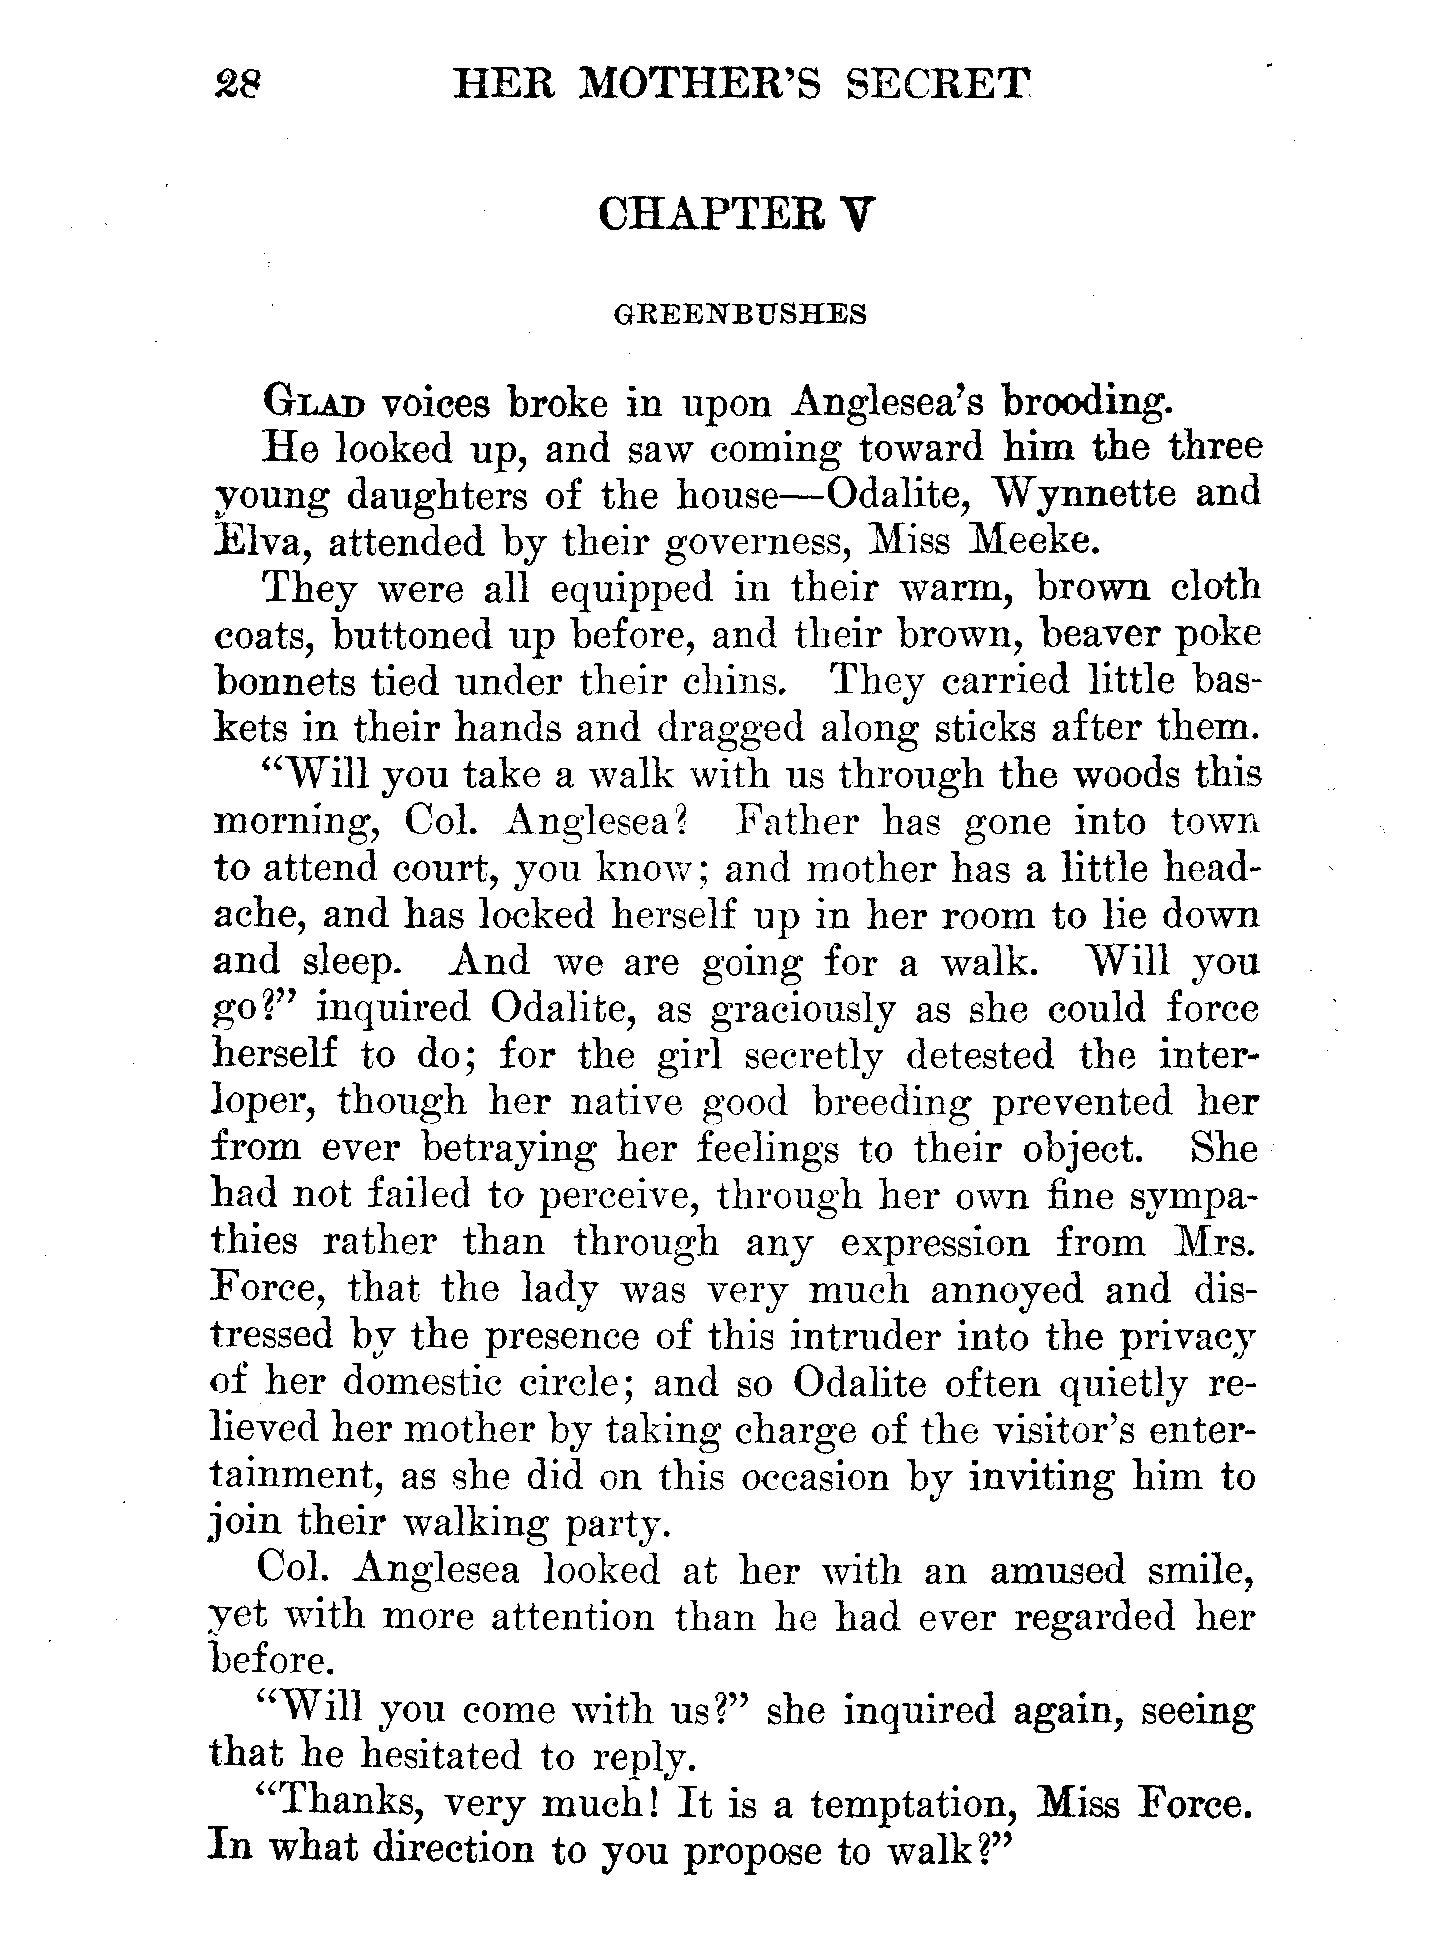 28 HER MOTHER'S SECRET
CHAPTER V
GREENBUSHES
GLAD voices broke in upon Anglesea's brooding.
He looked up, and saw coming toward him the three
young daughters of the house—Odalite, Wynnette and
Elva, attended by their governess, Miss Meeke.
They were all equipped in their warm, brown cloth
coats, buttoned up before, and their brown, beaver poke
bonnets tied under their chins. They carried little bas-
kets in their hands and dragged along sticks after them.
“Will you take a walk with us through the woods this
morning, Col. Anglesea? Father has gone into town
to attend court, you know; and mother has a little head-
ache, and has locked herself up in her room to lie down
and sleep. And we are going for a walk. Will you
go?” inquired Odalite, as graciously as she could force
herself to do; for the girl secretly detested the inter-
loper, though her native good breeding prevented her
from ever betraying her feelings to their object. She
had not failed to perceive, through her own fine sympa-
thies rather than through any expression from Mrs.
Force, that the lady was very much annoyed and dis-
tressed by the presence of this intruder into the privacy
of her domestic circle; and so Odalite often quietly re-
lieved her mother by taking charge of the visitor's enter-
tainment, as she did on this occasion by inviting him to
join their walking party.
Col. Anglesea looked at her with an amused smile,
yet with more attention than he had ever regarded her
before.
“Will you come with us?” she inquired again, seeing
that he hesitated to reply.
“Thanks, very much! It is a temptation, Miss Force.
In what direction to you propose to walk?”